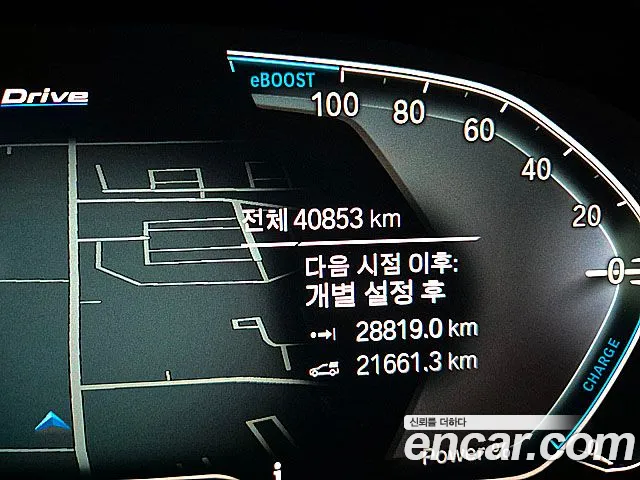 eBOOST
Drive
100
80
60
40
20
0
전체 40853 km
다음 시점 이후:
개별 설정 후
28819.0 km
21661.3 km
CHARGE
신뢰를 더하다
encar.com
Power